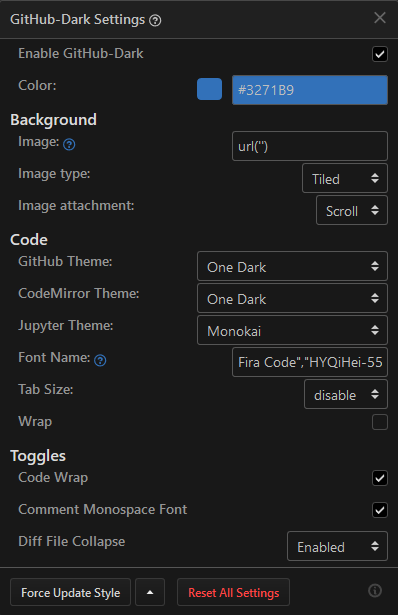 GitHub-Dark Settings
Enable GitHub-Dark
Color: #3271B9
Background
Image: url('')
Image type: Tiled
Image attachment: Scroll
Code
GitHub Theme: One Dark
CodeMirror Theme: One Dark
Jupyter Theme: Monokai
Font Name: Fira Code","HYQiHei-55
Tab Size: disable
Wrap
Toggles
Code Wrap
Comment Monospace Font
Diff File Collapse Enabled
Force Update Style Reset All Settings